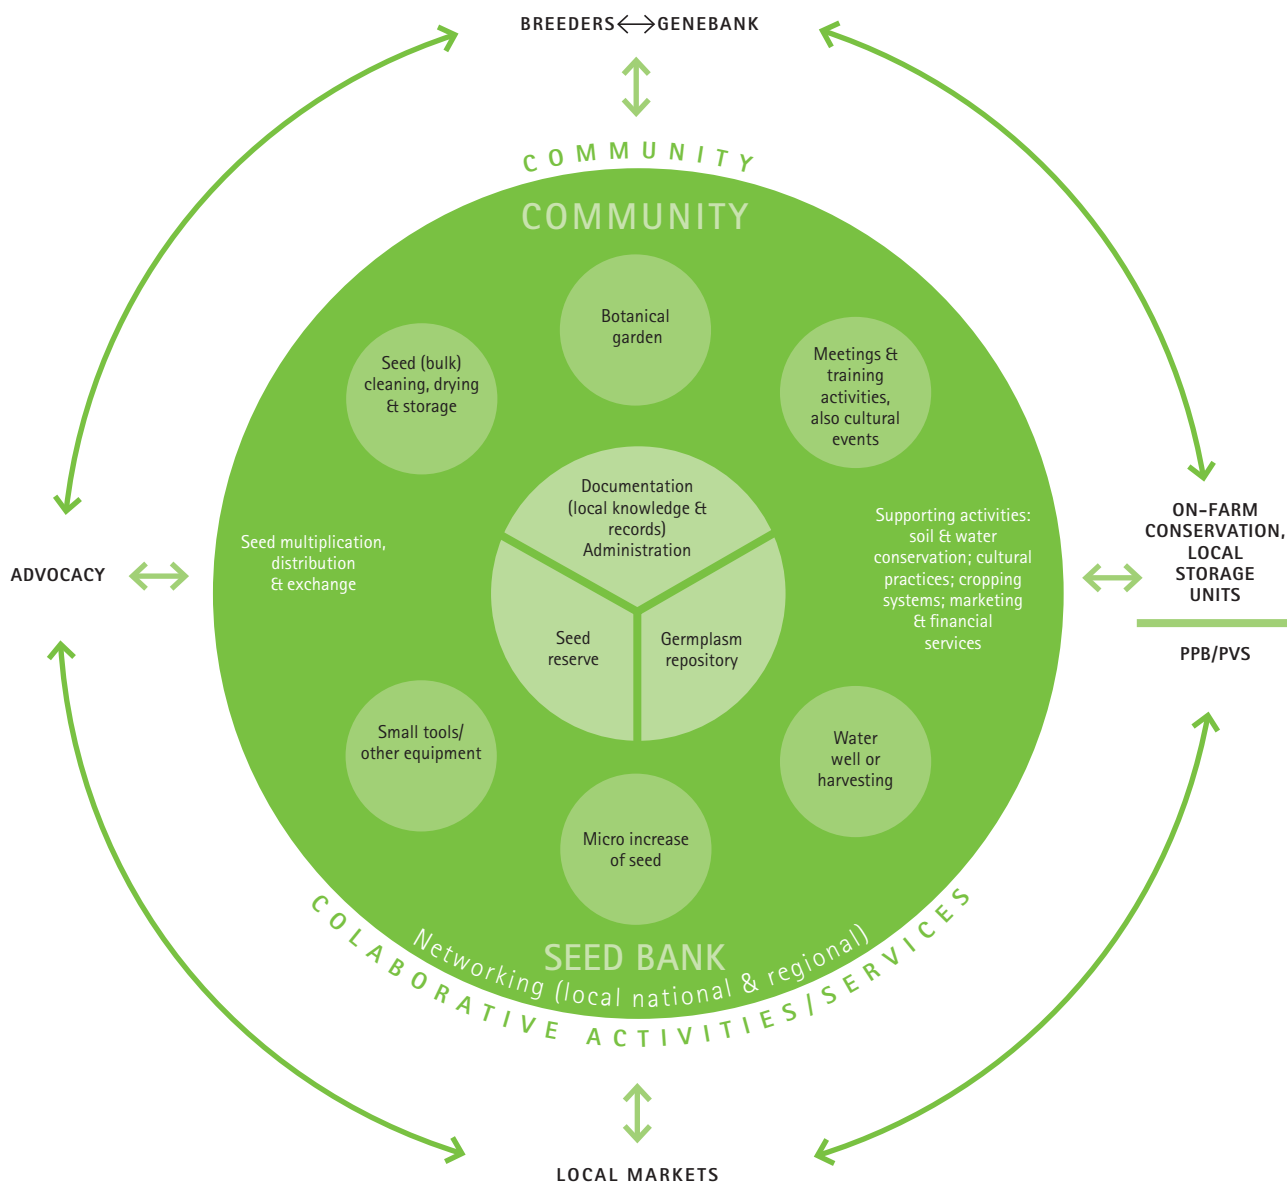 BREEDERS GENEBANK
COMMUNITY
COMMUNITY
Botanical
garden
Seed (bulk)
cleaning, drying
& storage
Meetings &
training
activities,
also cultural
events
Documentation
(local knowledge &
records)
Administration
Seed
reserve
Germplasm
repository
Seed multiplication,
distribution
& exchange
Supporting activities:
soil & water
conservation; cultural
practices; cropping
systems; marketing
& financial
services
ADVOCACY
ON-FARM
CONSERVATION,
LOCAL
STORAGE
UNITS
PPB/PVS
Small tools/
other equipment
Water
well or
harvesting
Micro increase
of seed
SEED BANK
Networking (local national & regional)
COLABORATIVE ACTIVITIES/SERVICES
LOCAL MARKETS